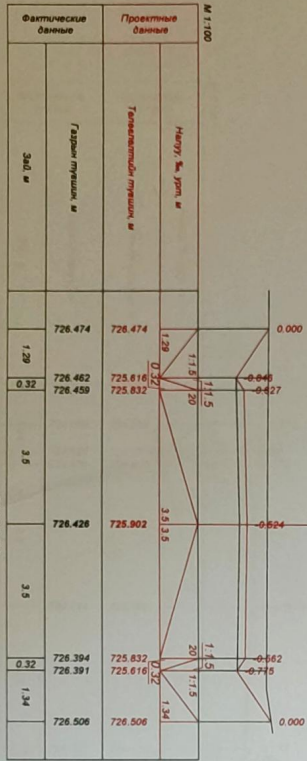 М 1:100
0.000 -0.846 -0.627 -0.524 -0.562 -0.775 0.000
1:1.5 1:1.5
Проектные данные
Налуу, ‰, урт, м
1.29 1:1.5 0.32 20 3.5 3.5 20 0.32 1:1.5 1.34
Төлөвлөлтийн түвшин, м
726.474 725.616 725.832 725.902 725.832 725.616 726.506
Фактические данные
Газрын түвшин, м
726.474 726.462 726.459 726.426 726.394 726.391 726.506
Зай, м
1.29 0.32 3.5 3.5 0.32 1.34